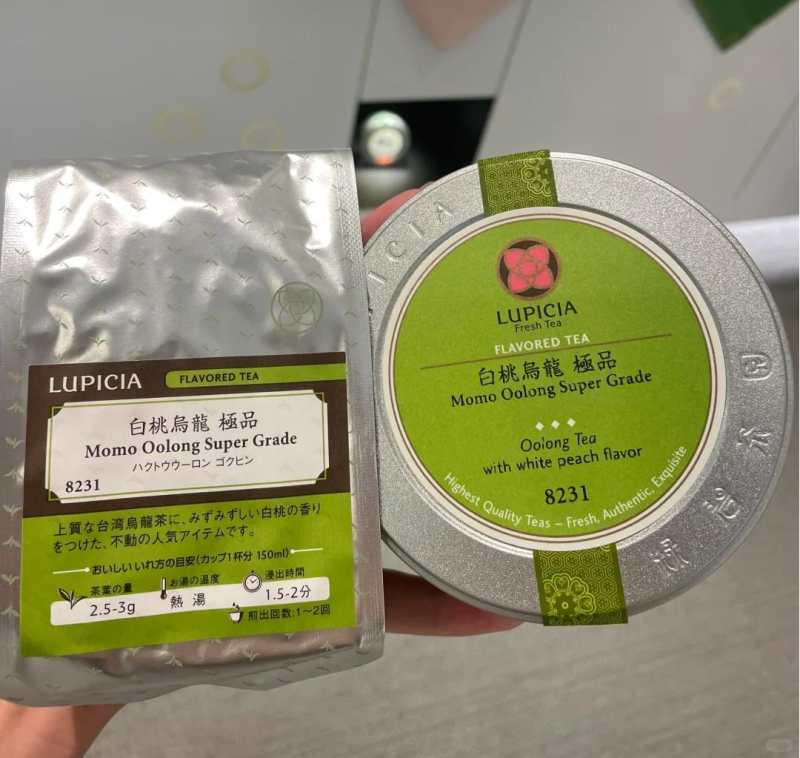 LUPICIA
FLAVORED TEA
白桃烏龍 極品
Momo Oolong Super Grade
ハクトウウーロン ゴクヒン
8231
上質な台湾烏龍茶に、みずみずしい白桃の香り
をつけた、不動の人気アイテムです。
おいしいいれ方の目安(カップ1杯分 150ml)
茶葉の量
2.5-3g
お湯の温度
熱湯
浸出時間
1.5-2分
煎出回数:1〜2回
LUPICIA
Fresh Tea
FLAVORED TEA
白桃烏龍 極品
Momo Oolong Super Grade
Oolong Tea
with white peach flavor
8231
Highest Quality Teas – Fresh, Authentic, Exquisite
ICIA